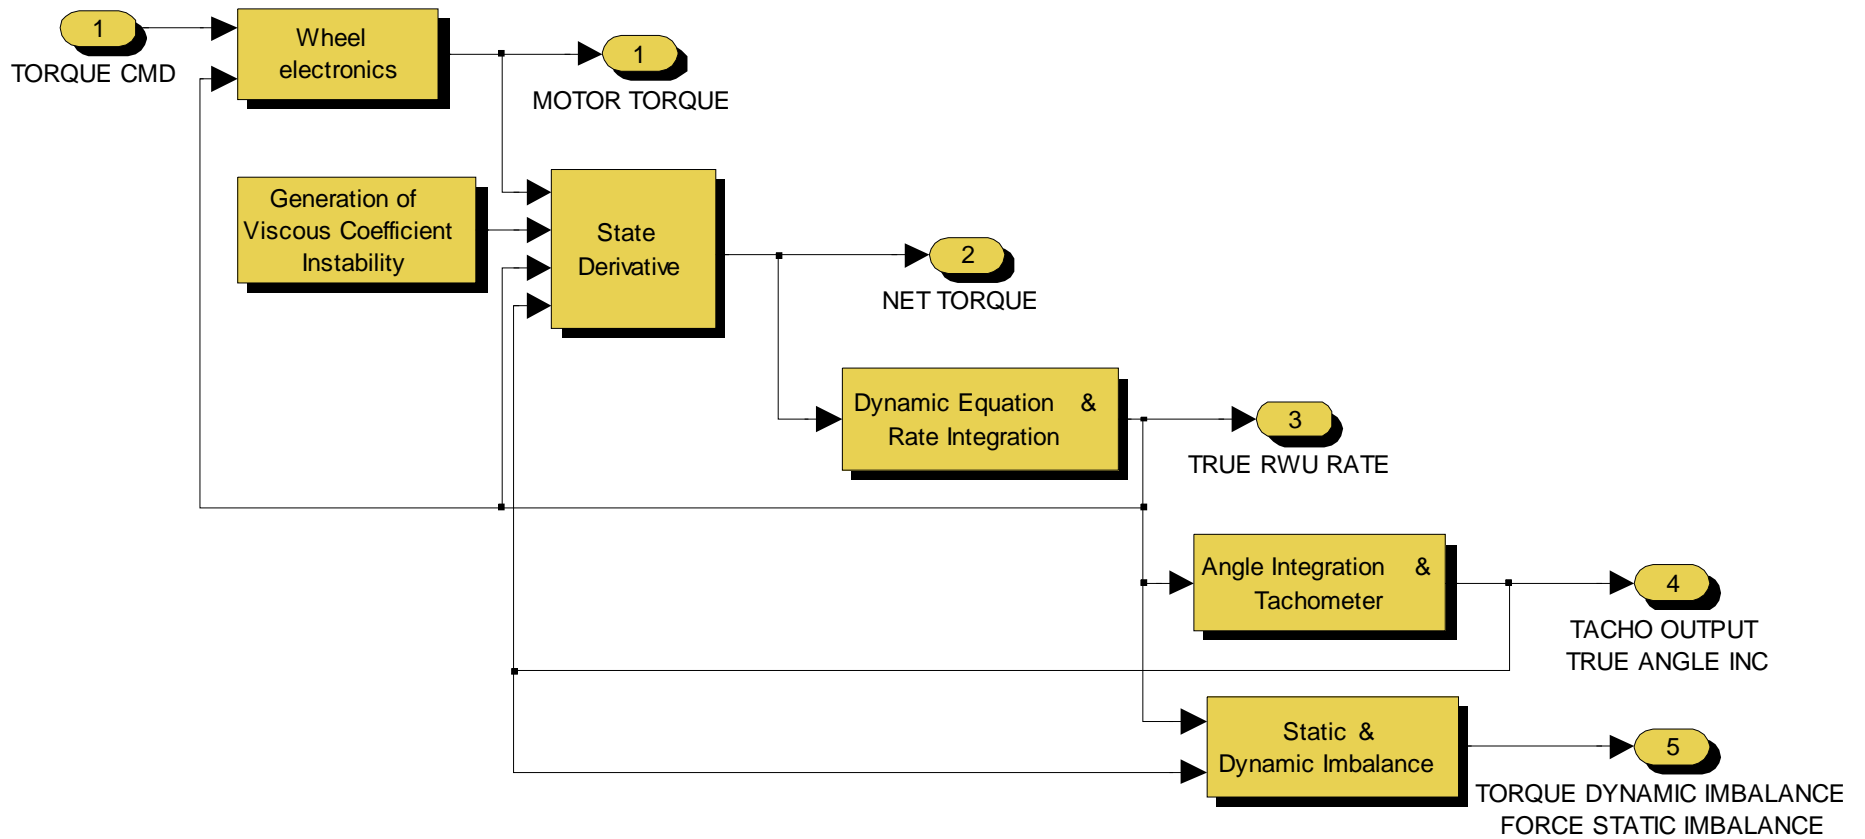 1
TORQUE CMD
Wheel
electronics
1
MOTOR TORQUE
Generation of
Viscous Coefficient
Instability
State
Derivative
2
NET TORQUE
Dynamic Equation &
Rate Integration
3
TRUE RWU RATE
Angle Integration &
Tachometer
4
TACHO OUTPUT
TRUE ANGLE INC
Static &
Dynamic Imbalance
5
TORQUE DYNAMIC IMBALANCE
FORCE STATIC IMBALANCE